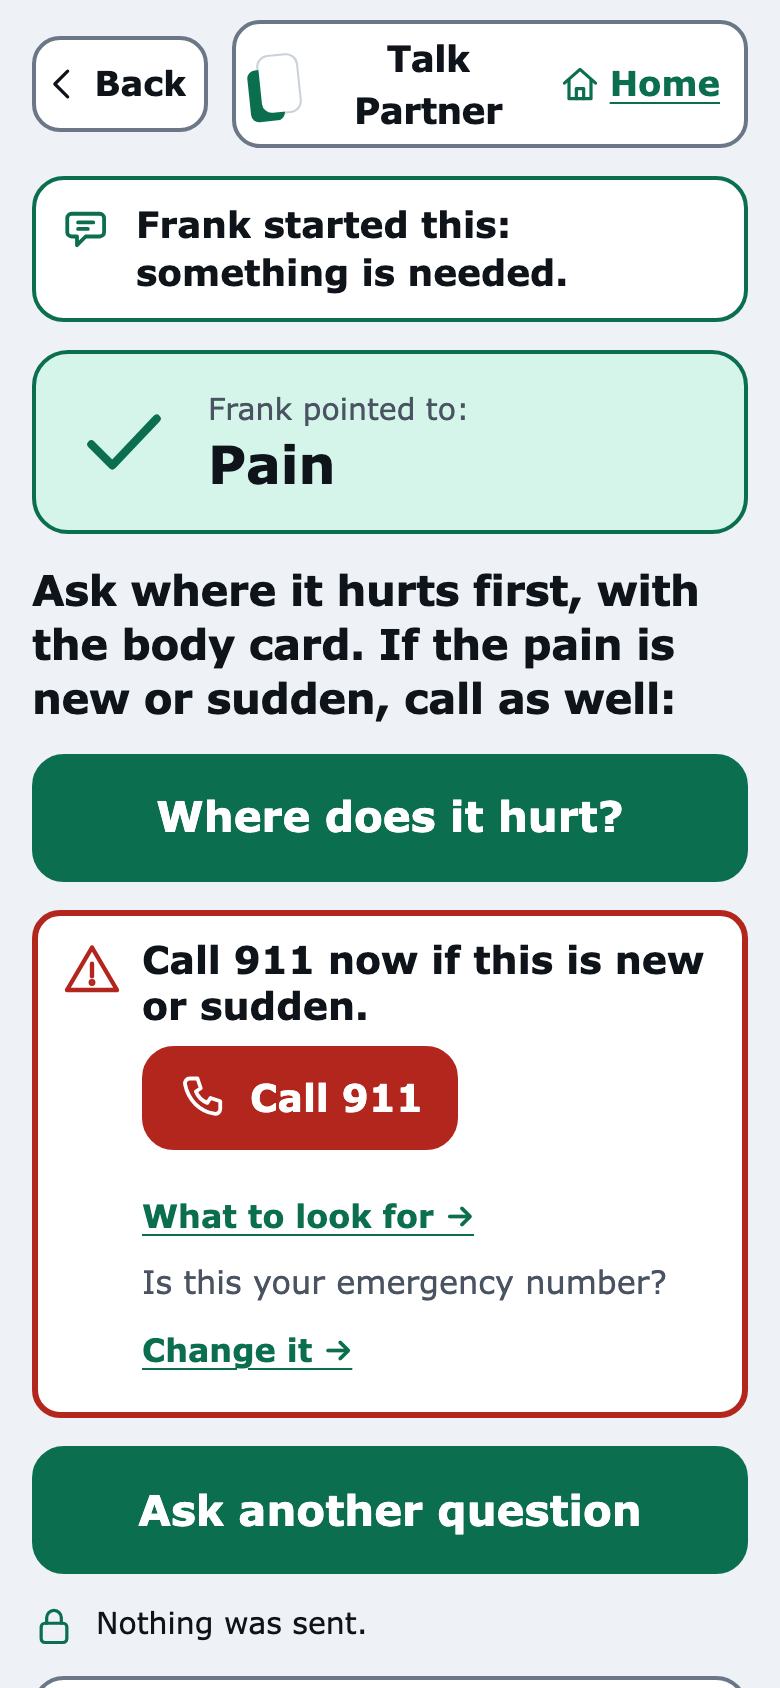 Back
Talk
Partner
Home
Frank started this:
something is needed.
Frank pointed to:
Pain
Ask where it hurts first, with
the body card. If the pain is
new or sudden, call as well:
Where does it hurt?
Call 911 now if this is new
or sudden.
Call 911
What to look for →
Is this your emergency number?
Change it →
Ask another question
Nothing was sent.